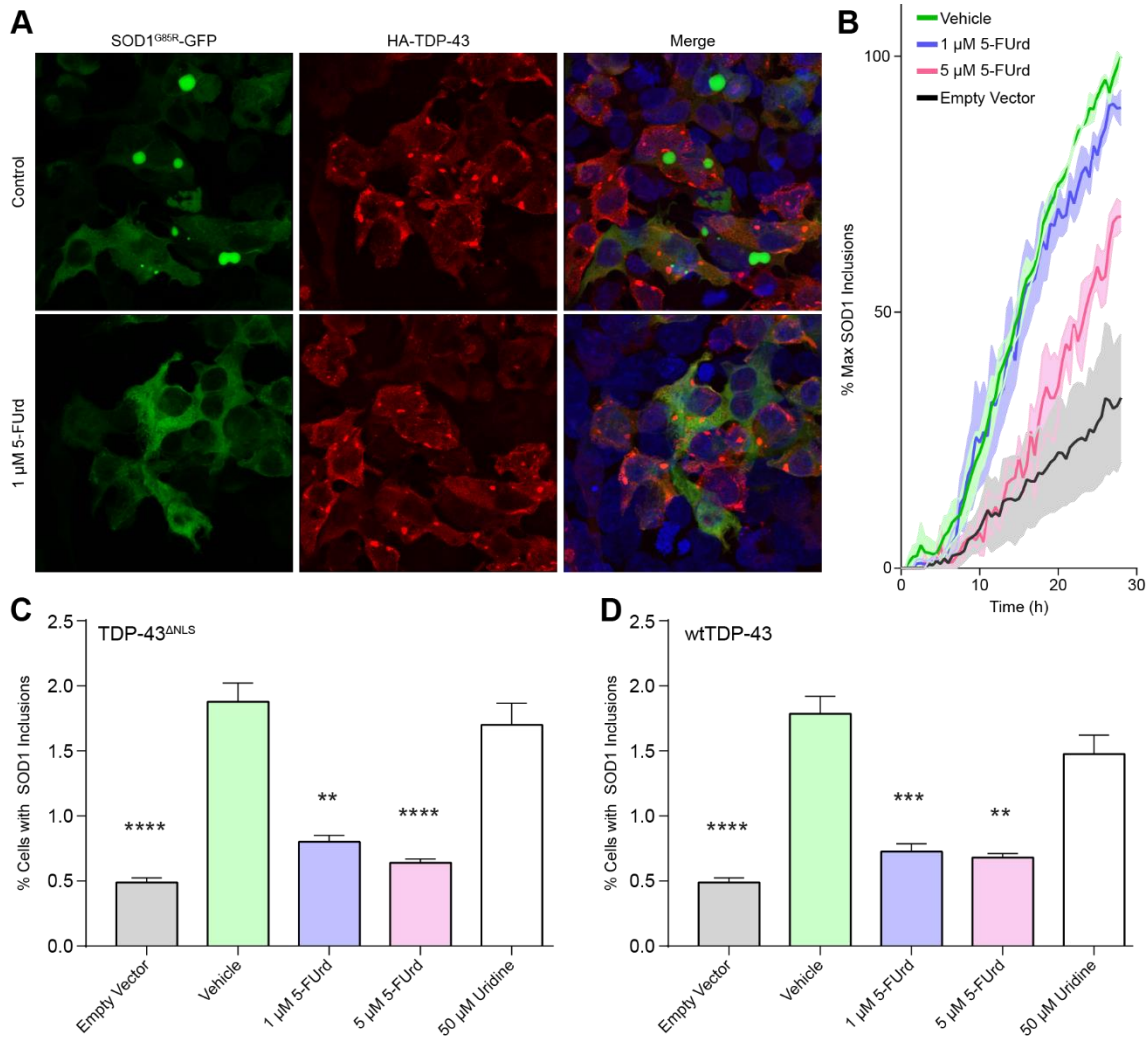 A
SOD1G85R-GFP
HA-TDP-43
Merge
Control
1 µM 5-FUrd
B
Vehicle
1 µM 5-FUrd
5 µM 5-FUrd
Empty Vector
% Max SOD1 Inclusions
100
50
0
0
10
20
30
Time (h)
C
TDP-43ΔNLS
% Cells with SOD1 Inclusions
2.5
2.0
1.5
1.0
0.5
0.0
****
**
****
Empty Vector
Vehicle
1 µM 5-FUrd
5 µM 5-FUrd
50 µM Uridine
D
wtTDP-43
% Cells with SOD1 Inclusions
2.5
2.0
1.5
1.0
0.5
0.0
****
***
**
Empty Vector
Vehicle
1 µM 5-FUrd
5 µM 5-FUrd
50 µM Uridine